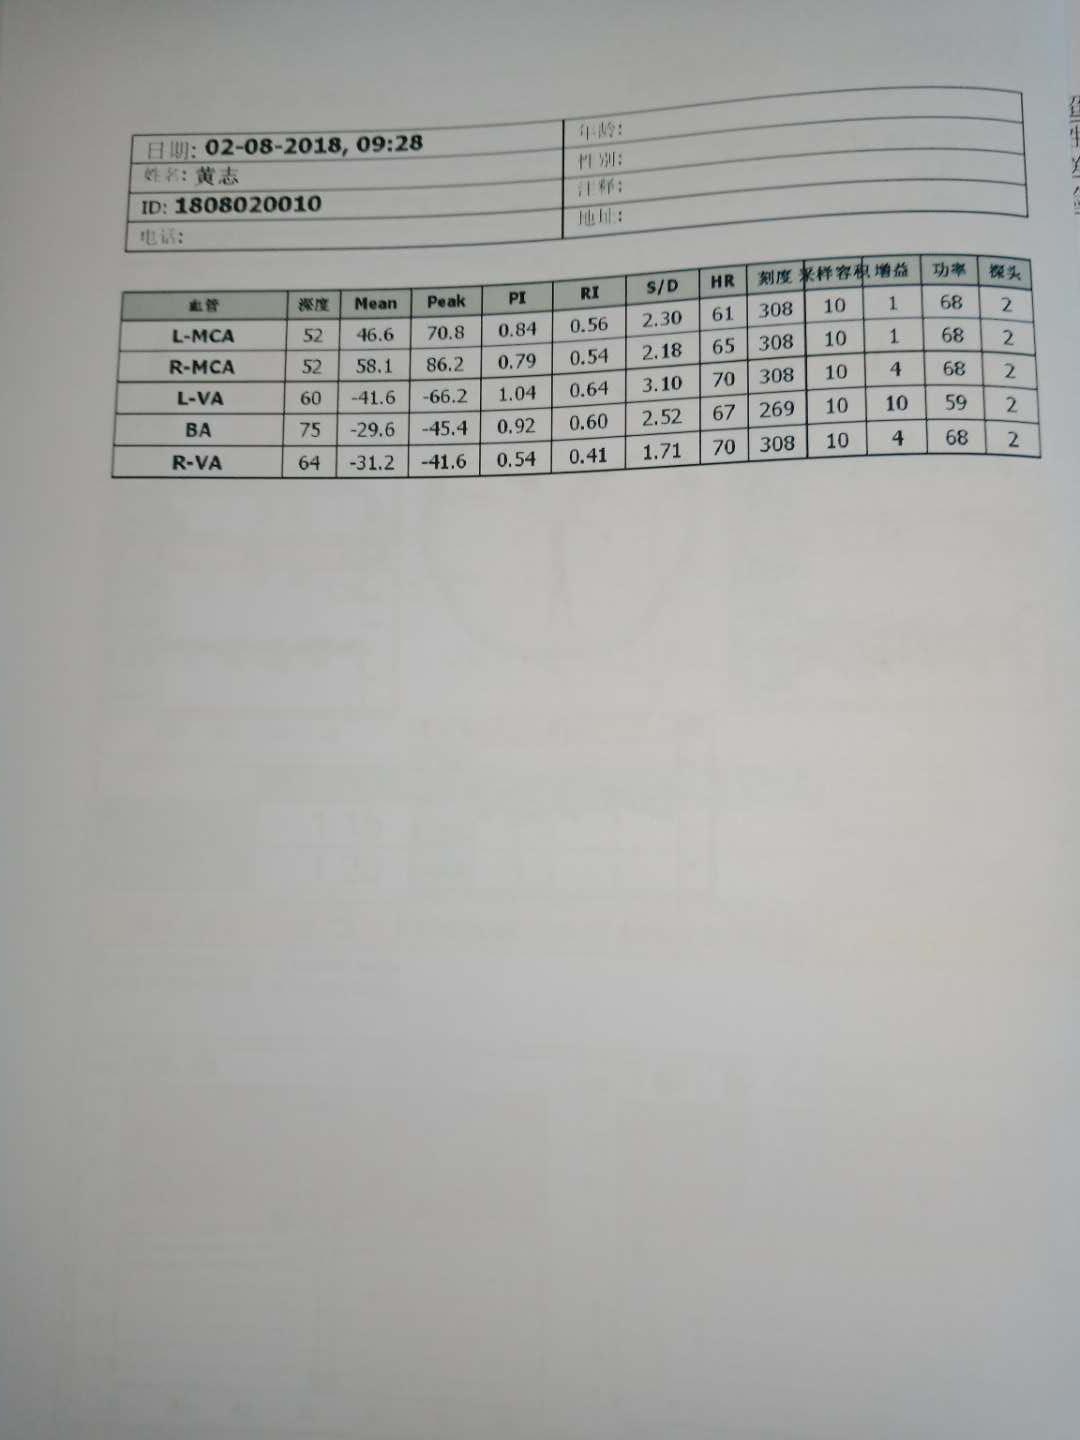 日期: 02-08-2018, 09:28
姓名: 黄志
ID: 1808020010
电话:
年龄:
性别:
注释:
地址:
血管 深度 Mean Peak PI RI S/D HR 刻度 采样容积 增益 功率 探头
L-MCA 52 46.6 70.8 0.84 0.56 2.30 61 308 10 1 68 2
R-MCA 52 58.1 86.2 0.79 0.54 2.18 65 308 10 1 68 2
L-VA 60 -41.6 -66.2 1.04 0.64 3.10 70 308 10 4 68 2
BA 75 -29.6 -45.4 0.92 0.60 2.52 67 269 10 10 59 2
R-VA 64 -31.2 -41.6 0.54 0.41 1.71 70 308 10 4 68 2